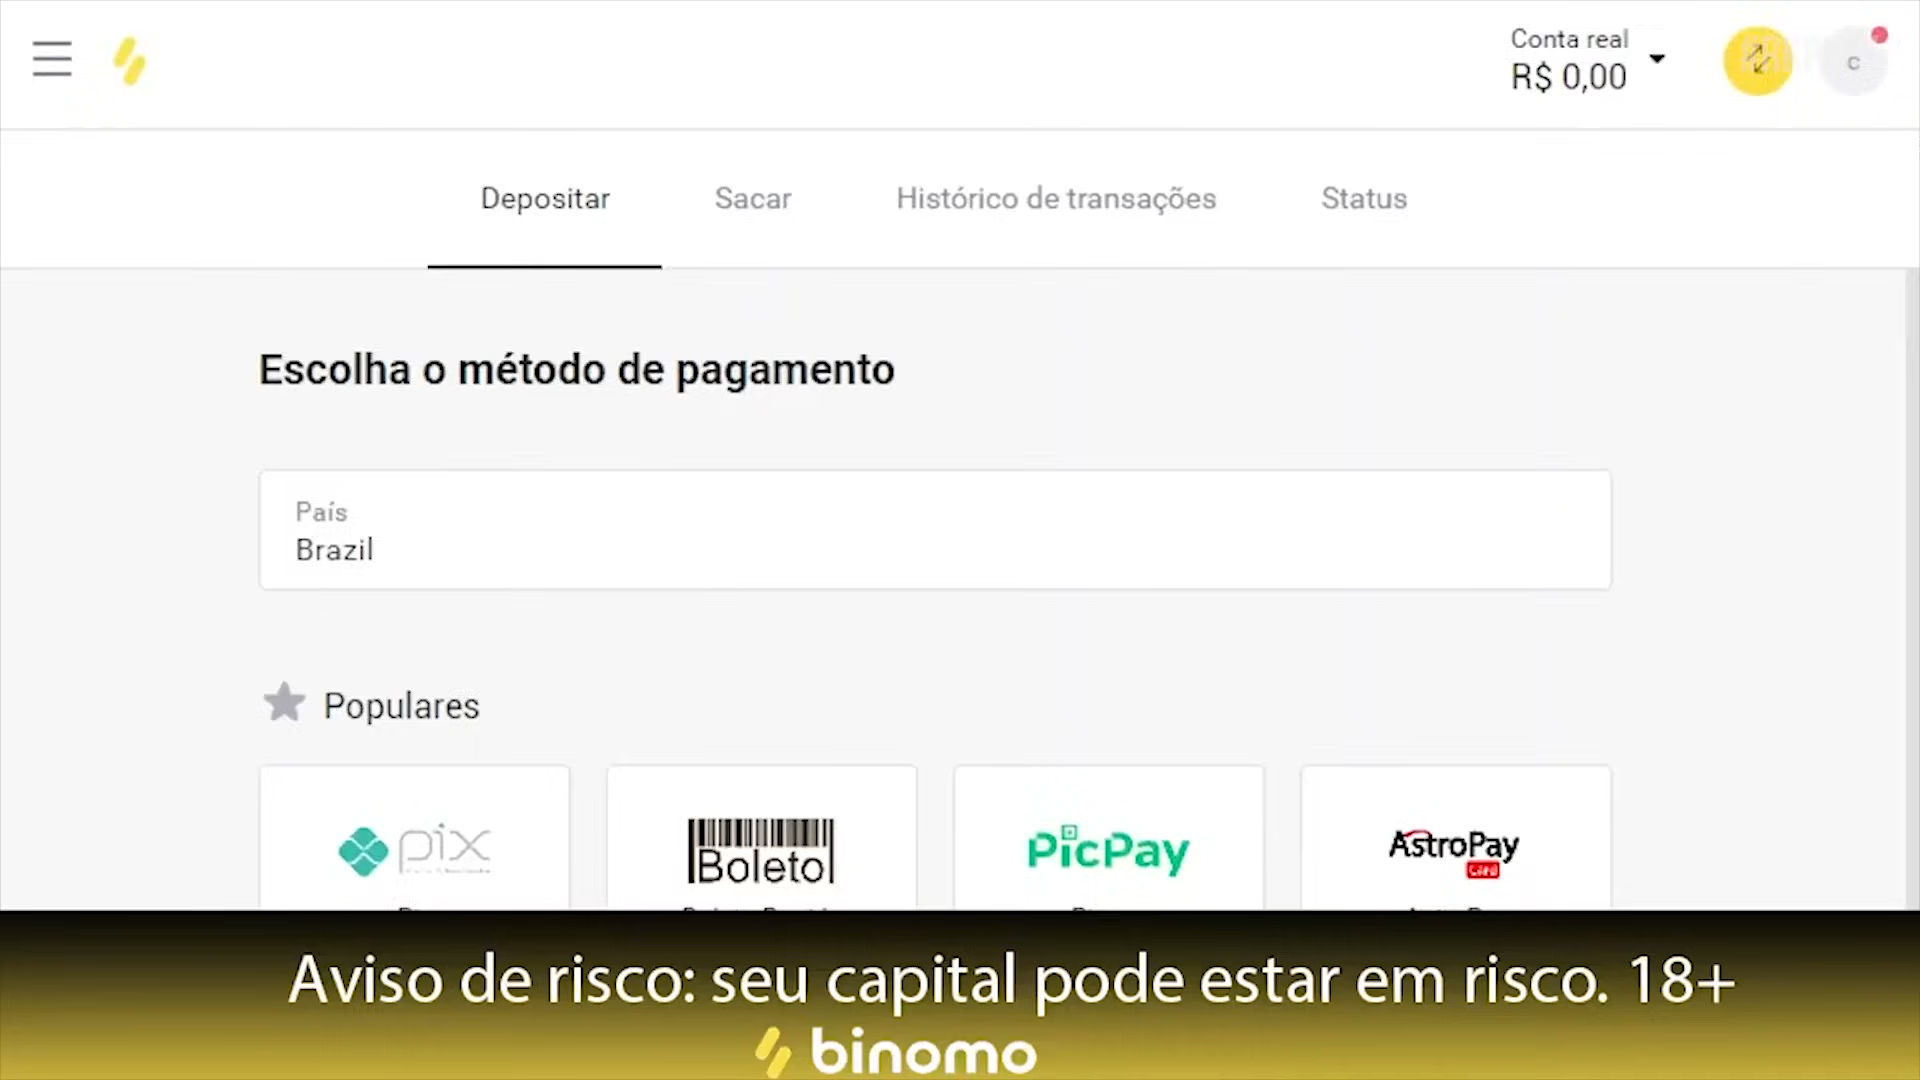 Conta real
R$ 0,00
C
Depositar
Sacar
Histórico de transações
Status
Escolha o método de pagamento
País
Brazil
Populares
pix
Boleto
PicPay
AstroPay
Card
Aviso de risco: seu capital pode estar em risco. 18+
binomo